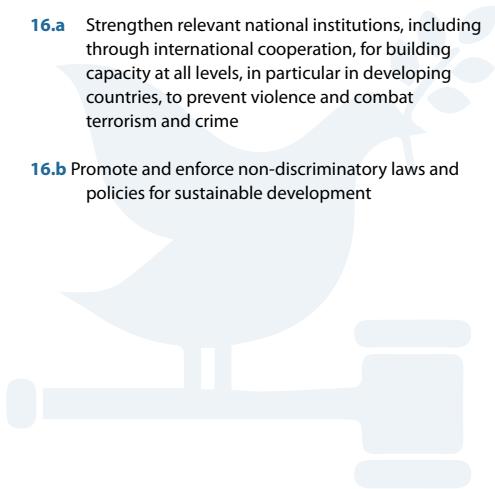 16.a Strengthen relevant national institutions, including
through international cooperation, for building
capacity at all levels, in particular in developing
countries, to prevent violence and combat
terrorism and crime
16.b Promote and enforce non-discriminatory laws and
policies for sustainable development